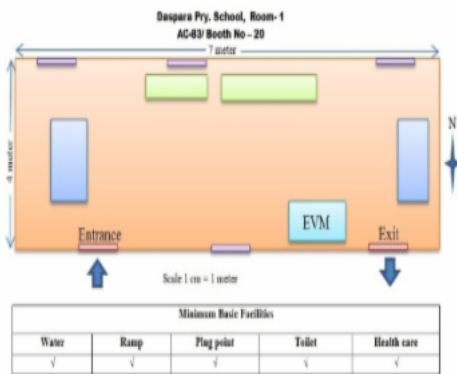 Daspara Pry. School, Room- 1
AC-83/ Booth No – 20
7 meter
4 meter
N
EVM
Entrance
Exit
Scale 1 cm = 1 meter
Minimum Basic Facilities
Water Ramp Plug point Toilet Health care
√ √ √ √ √